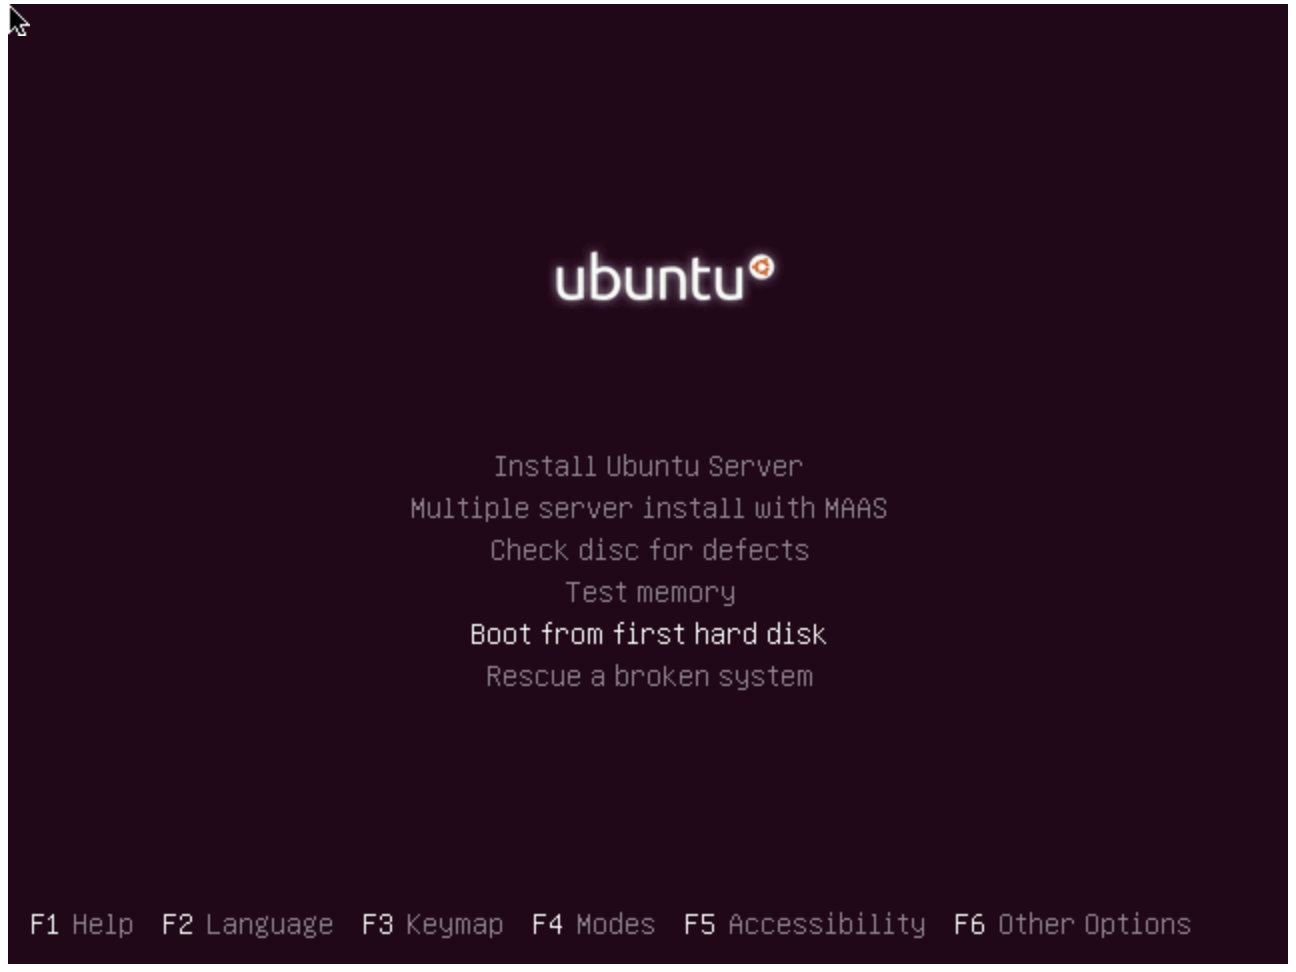 ubuntu
Install Ubuntu Server
Multiple server install with MAAS
Check disc for defects
Test memory
Boot from first hard disk
Rescue a broken system
F1 Help F2 Language F3 Keymap F4 Modes F5 Accessibility F6 Other Options